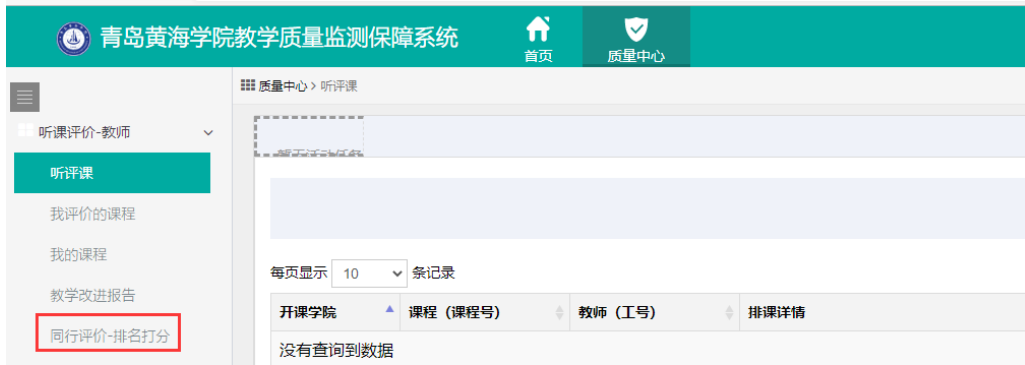 青岛黄海学院教学质量监测保障系统
首页
质量中心
质量中心 > 听评课
听课评价-教师
听评课
我评价的课程
我的课程
教学改进报告
同行评价-排名打分
每页显示 10 条记录
开课学院 课程（课程号） 教师（工号） 排课详情
没有查询到数据